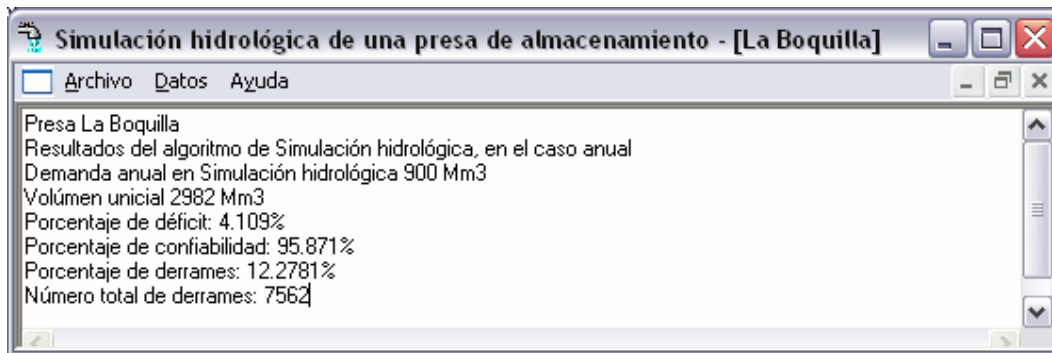 Simulación hidrológica de una presa de almacenamiento - [La Boquilla]
Archivo Datos Ayuda
Presa La Boquilla
Resultados del algoritmo de Simulación hidrológica, en el caso anual
Demanda anual en Simulación hidrológica 900 Mm3
Volúmen unicial 2982 Mm3
Porcentaje de déficit: 4.109%
Porcentaje de confiabilidad: 95.871%
Porcentaje de derrames: 12.2781%
Número total de derrames: 7562